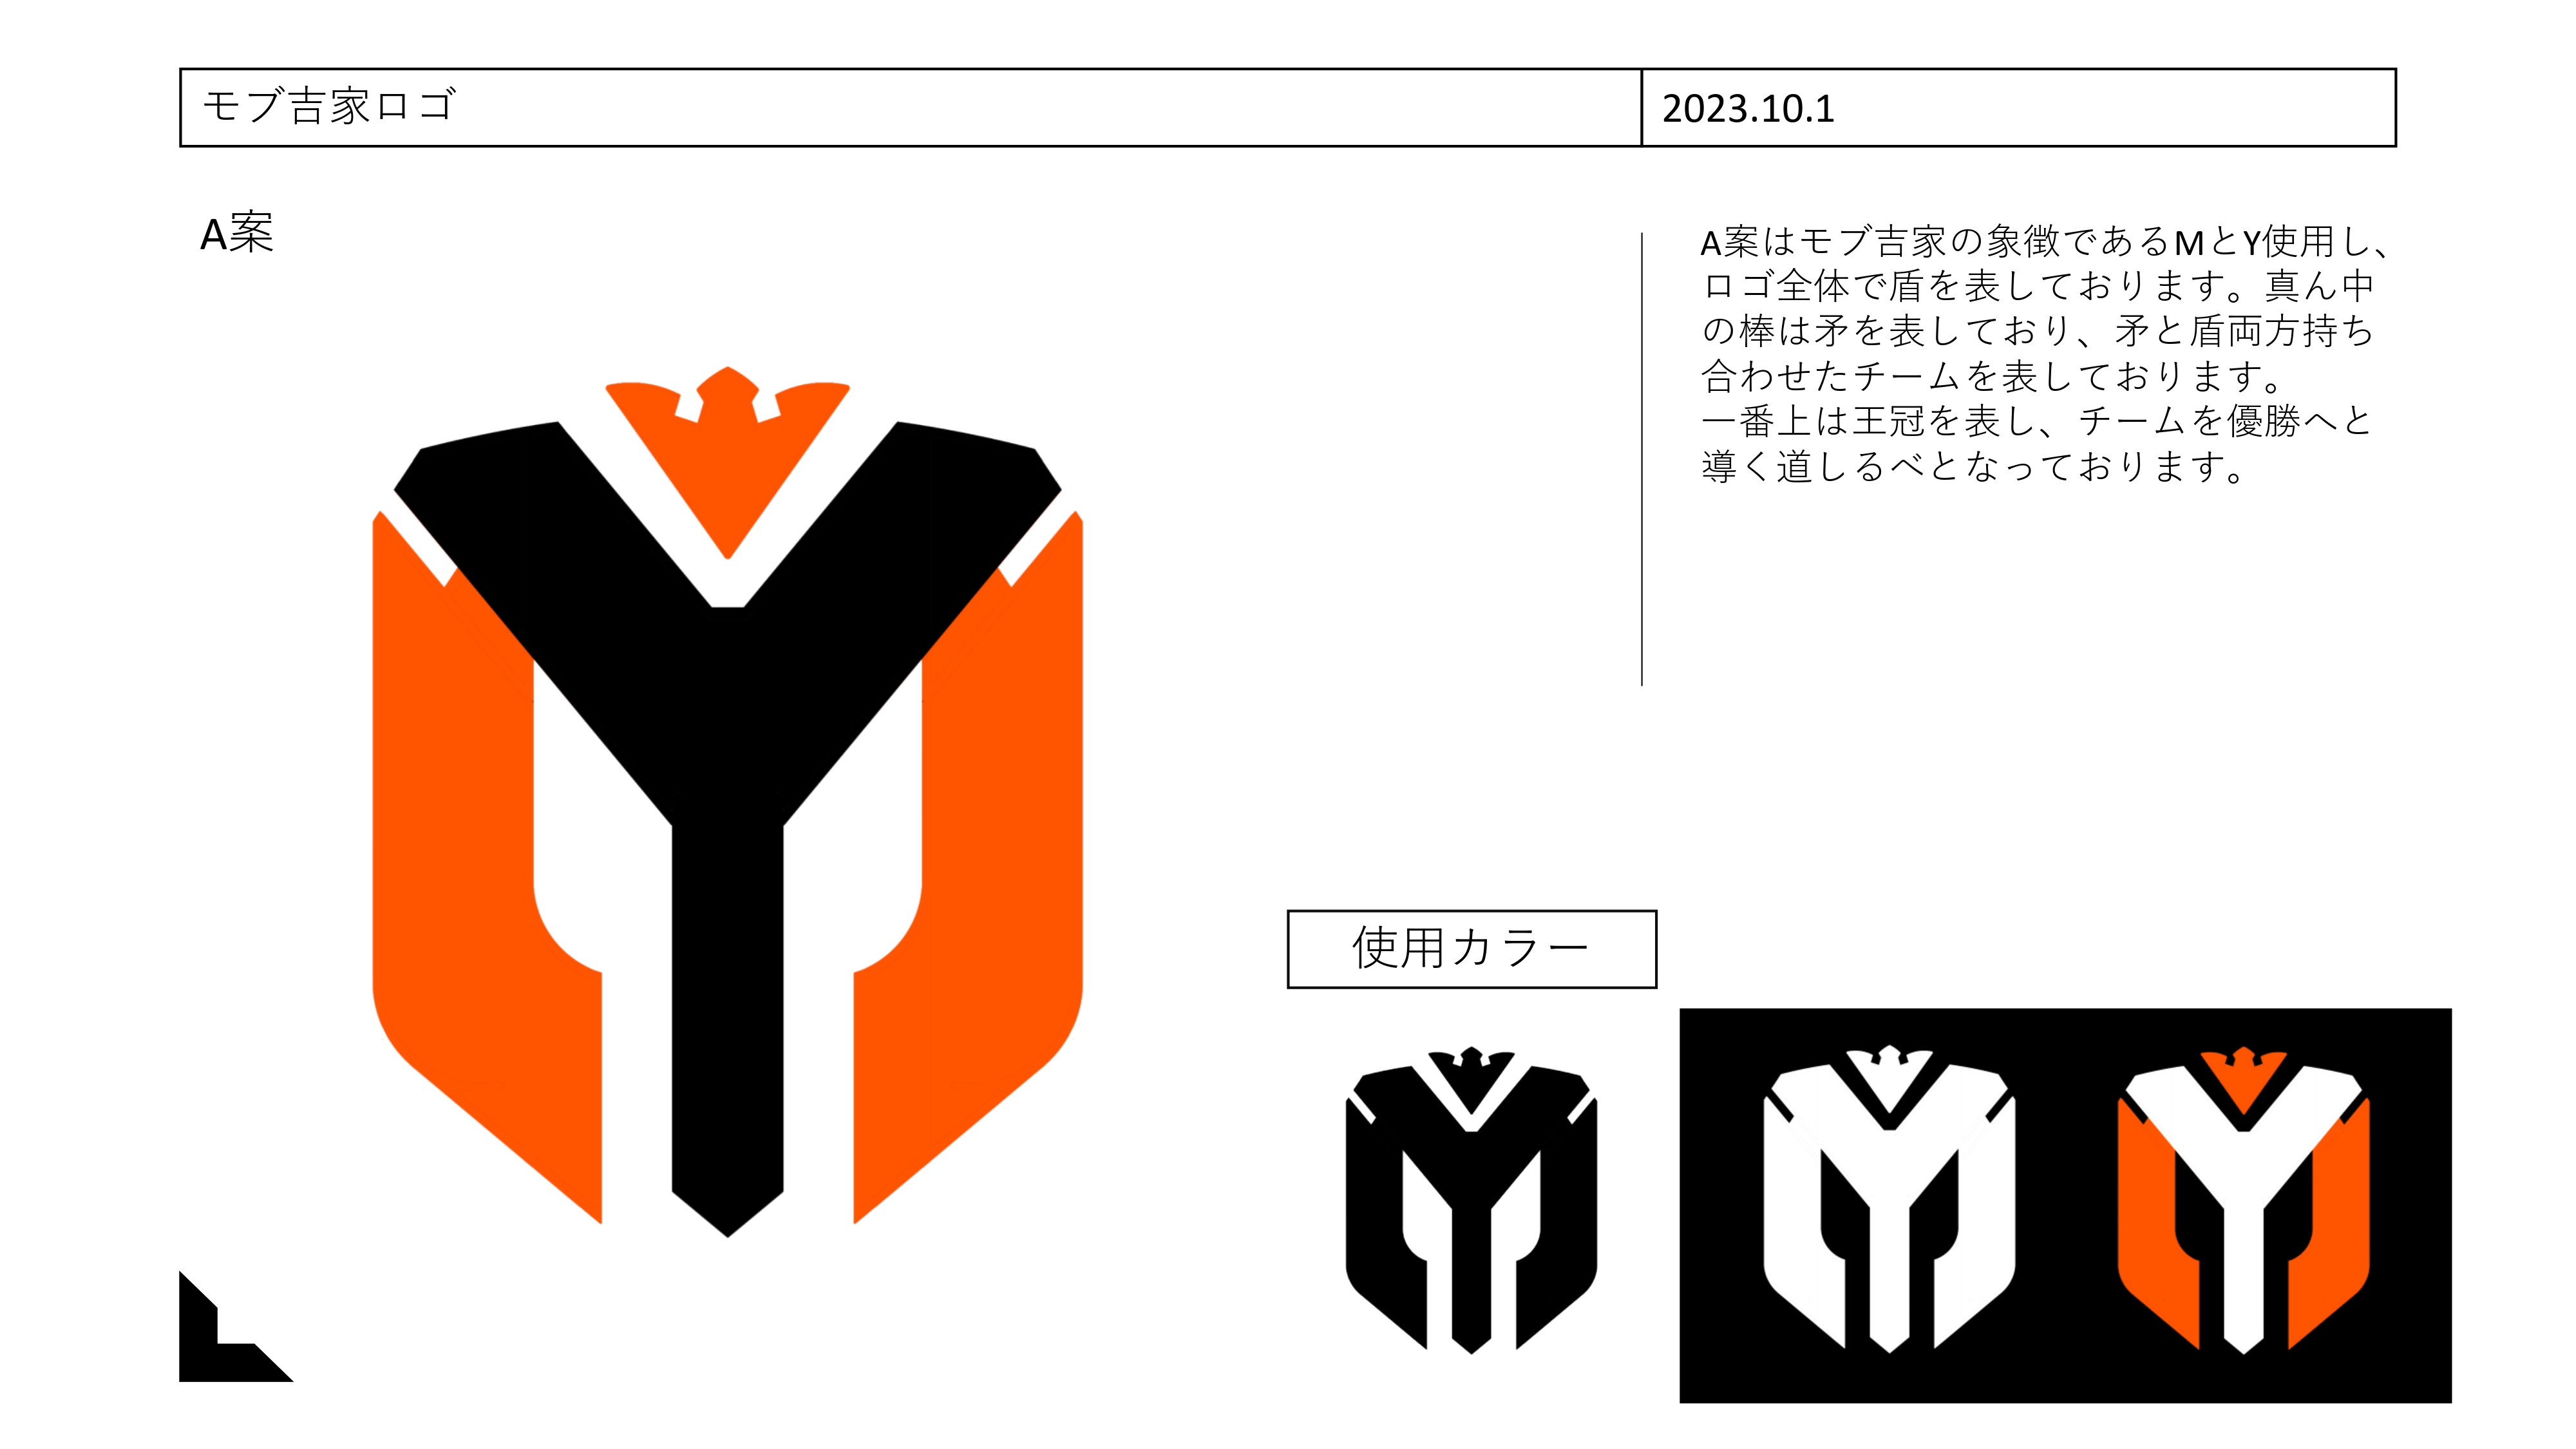 モブ吉家ロゴ
2023.10.1
A案
A案はモブ吉家の象徴であるMとY使用し、
ロゴ全体で盾を表しております。真ん中
の棒は矛を表しており、矛と盾両方持ち
合わせたチームを表しております。
一番上は王冠を表し、チームを優勝へと
導く道しるべとなっております。
使用カラー